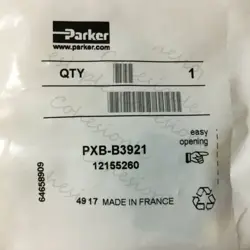 Parker
www.parker.com
QTY 1
easy
opening
PXB-B3921
12155260
64658909
49 17 MADE IN FRANCE